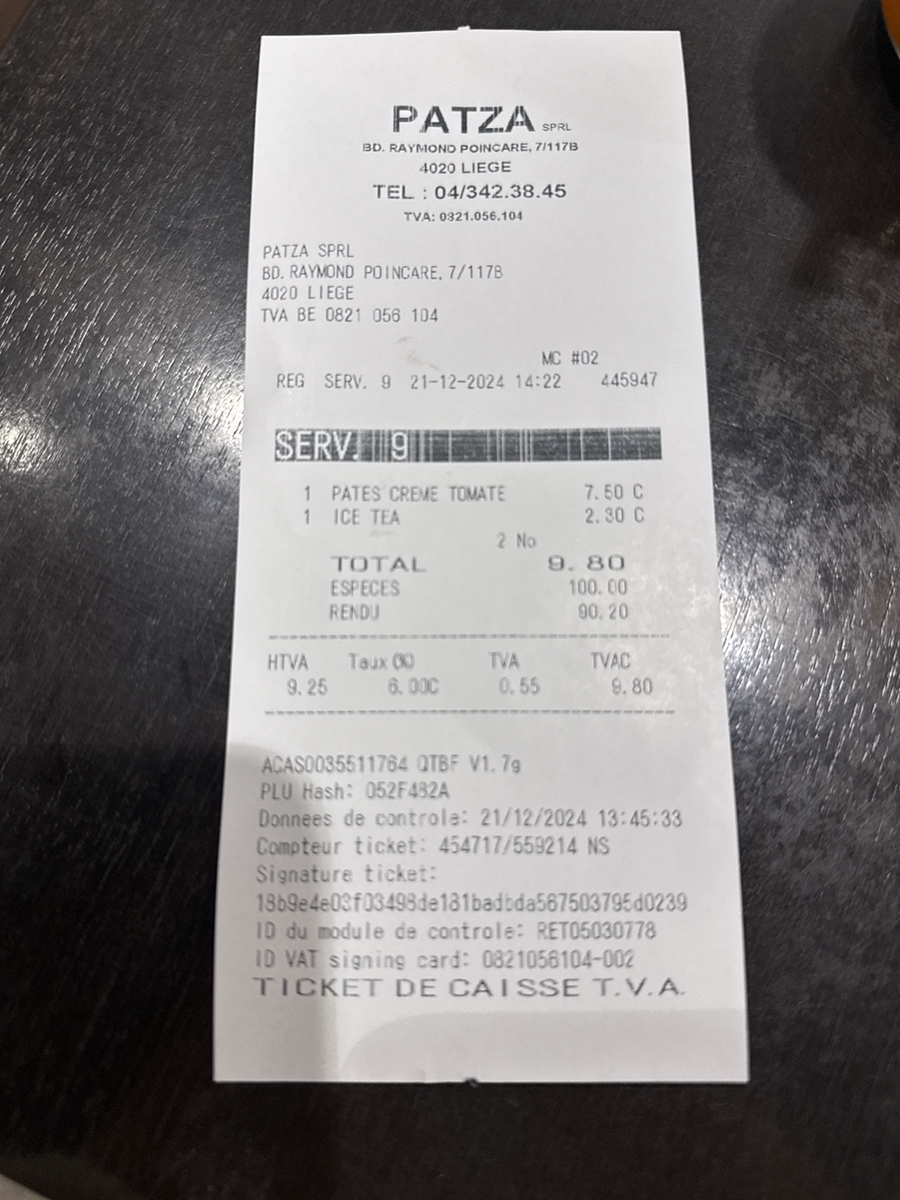 PATZA SPRL
BD. RAYMOND POINCARE, 7/117B
4020 LIEGE
TEL : 04/342.38.45
TVA: 0821.056.104
PATZA SPRL
BD. RAYMOND POINCARE, 7/117B
4020 LIEGE
TVA BE 0821 056 104
MC #02
REG SERV. 9 21-12-2024 14:22 445947
SERV. 9
1 PATES CREME TOMATE 7.50 C
1 ICE TEA 2.30 C
2 No
TOTAL 9.80
ESPECES 100.00
RENDU 90.20
HTVA Taux(%) TVA TVAC
9.25 6.00C 0.55 9.80
ACAS0035511764 QTBF V1.7g
PLU Hash: 052F482A
Donnees de controle: 21/12/2024 13:45:33
Compteur ticket: 454717/559214 NS
Signature ticket:
ID du module de controle: RET05030778
ID VAT signing card: 0821056104-002
TICKET DE CAISSE T.V.A.